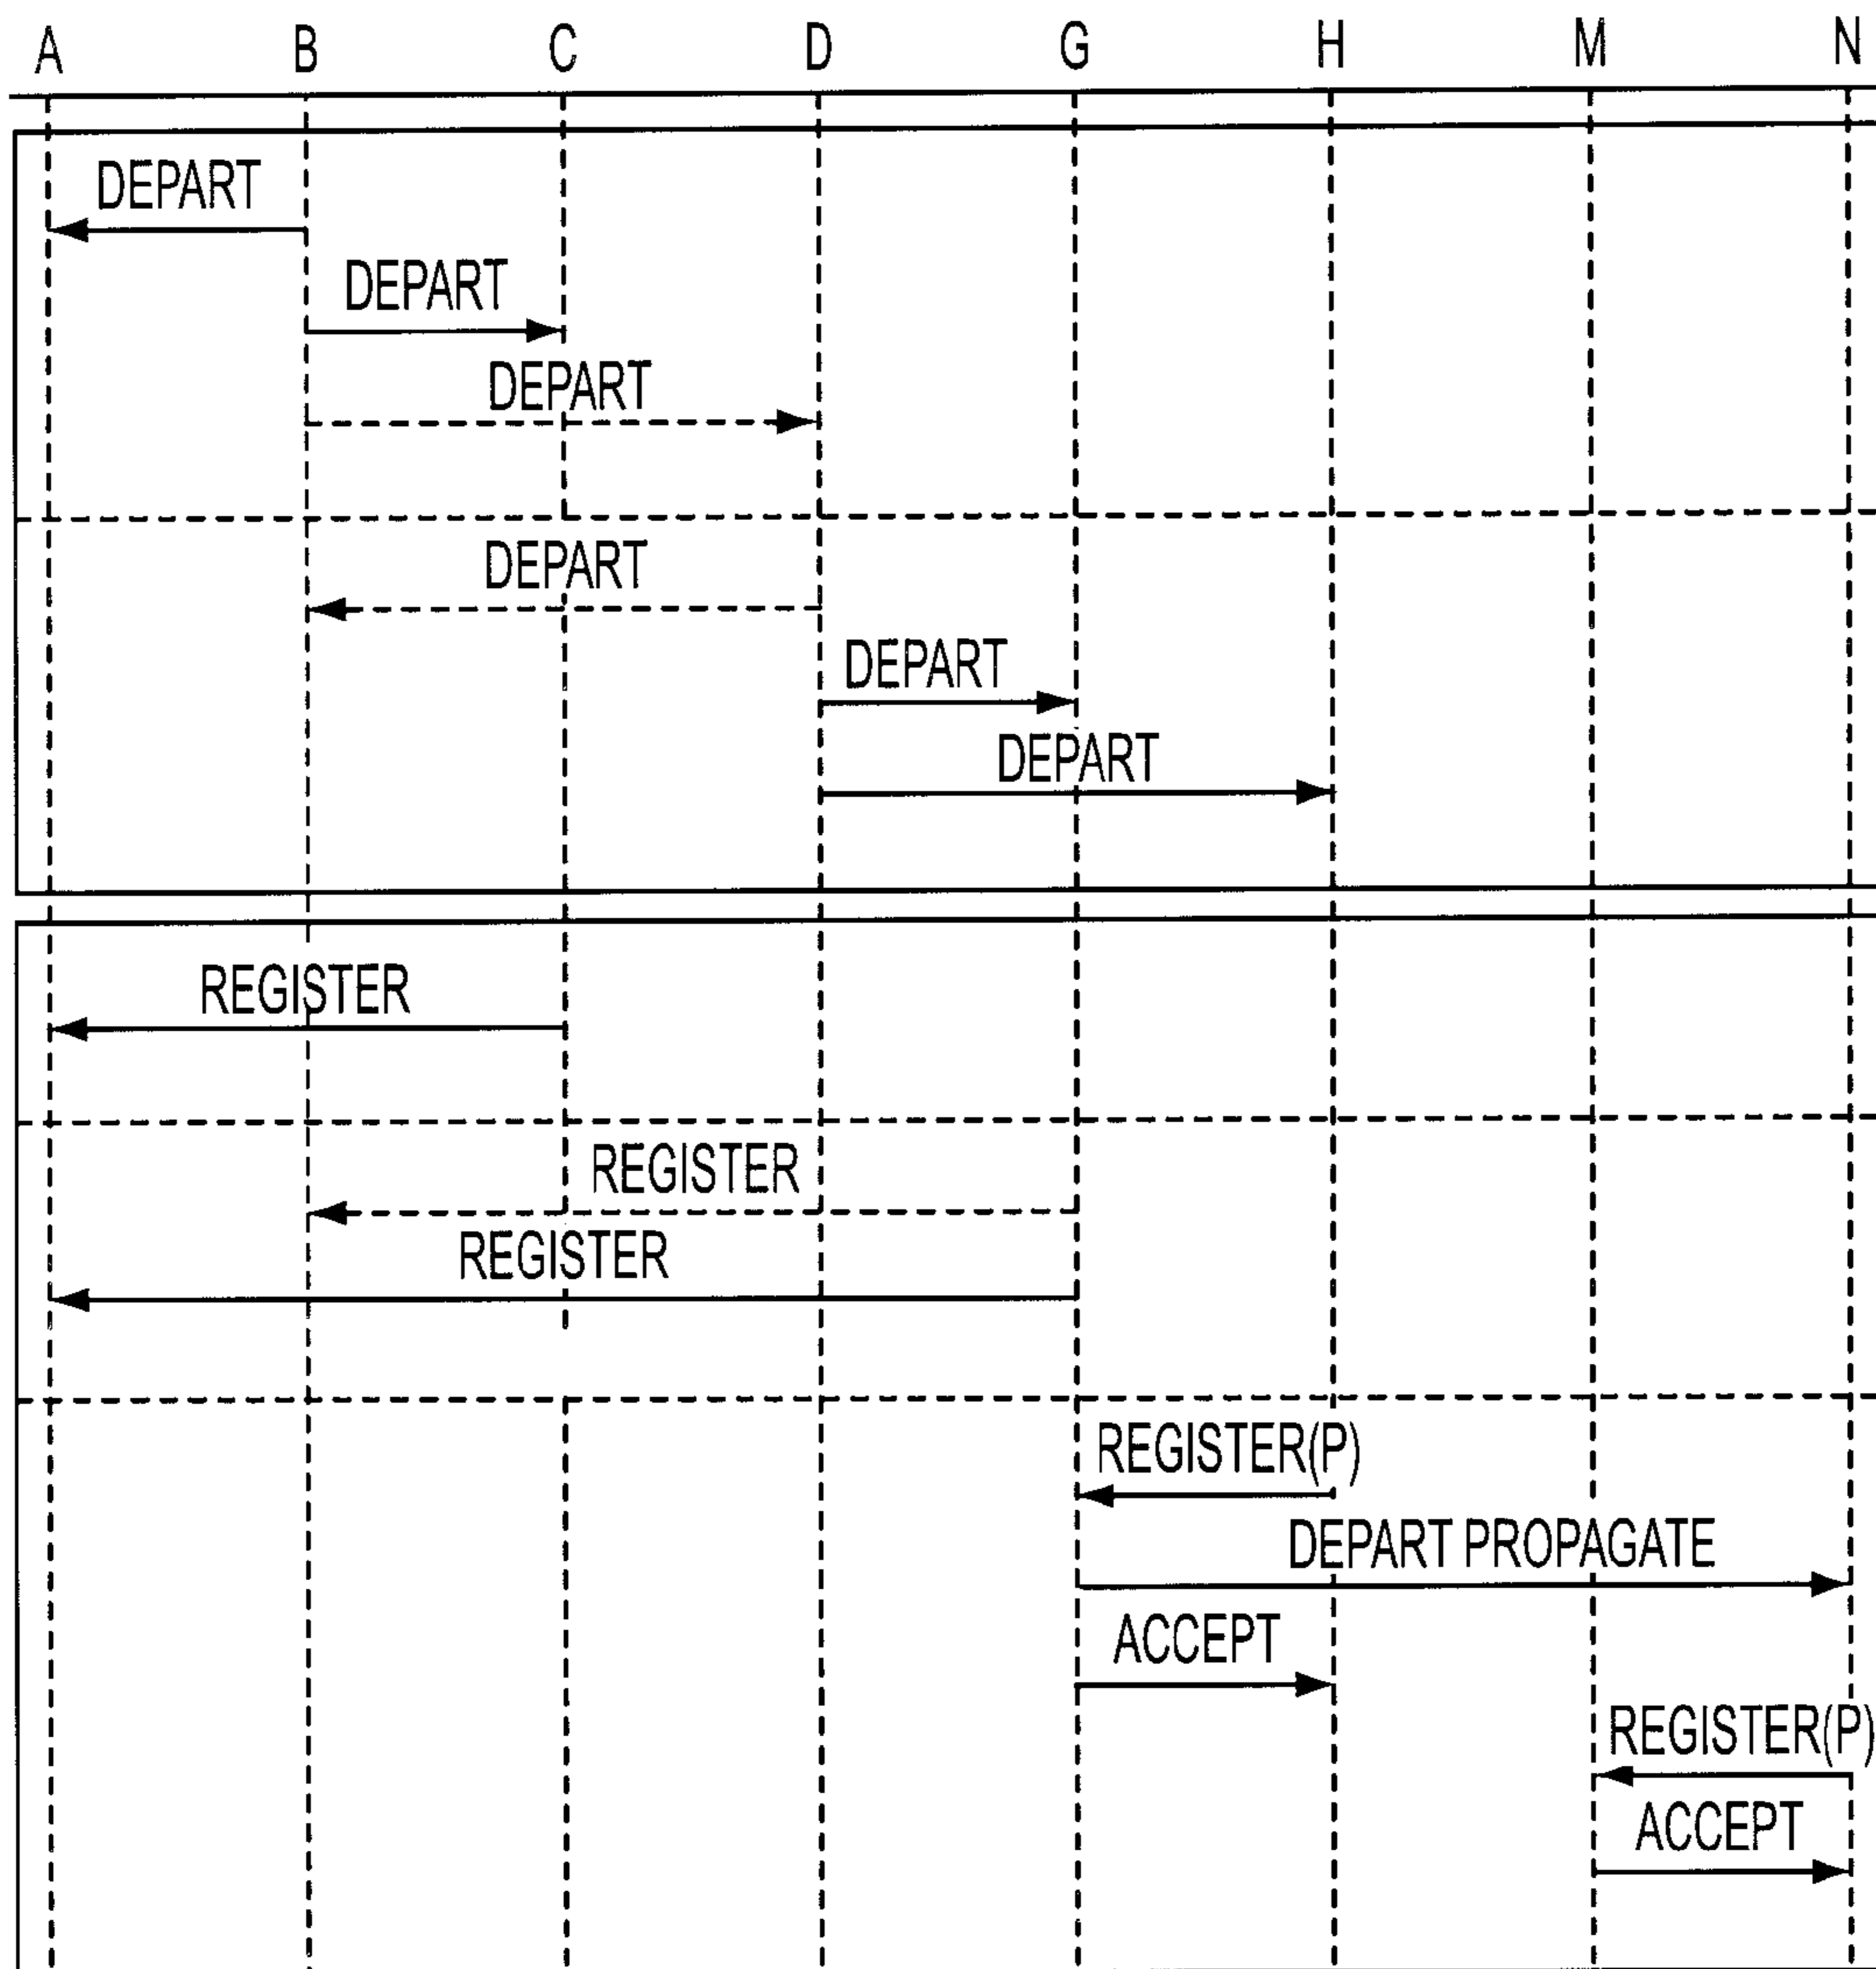 A B C D G H M N
DEPART
DEPART
DEPART
DEPART
DEPART
DEPART
REGISTER
REGISTER
REGISTER
REGISTER(P)
DEPART PROPAGATE
ACCEPT
REGISTER(P)
ACCEPT